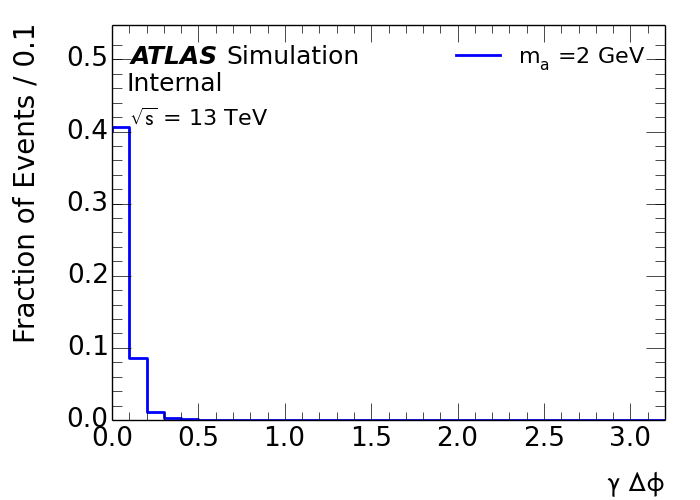 ATLAS Simulation
Internal
√s = 13 TeV
mₐ =2 GeV
Fraction of Events / 0.1
0.5
0.4
0.3
0.2
0.1
0.0
0.0 0.5 1.0 1.5 2.0 2.5 3.0
γ Δϕ